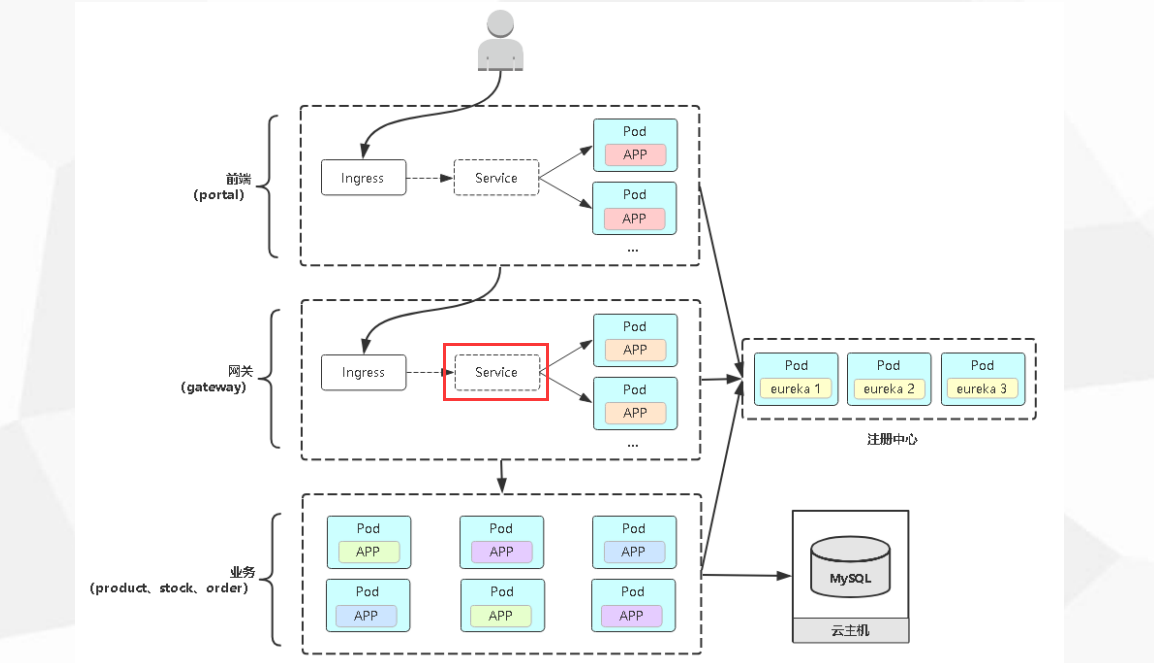 Pod
APP
Ingress
Service
前端
(portal)
Pod
APP
...
Pod
APP
Ingress
Service
网关
(gateway)
Pod
APP
...
Pod
eureka 1
Pod
eureka 2
Pod
eureka 3
注册中心
Pod
APP
Pod
APP
Pod
APP
业务
(product、stock、order)
Pod
APP
Pod
APP
Pod
APP
MySQL
云主机